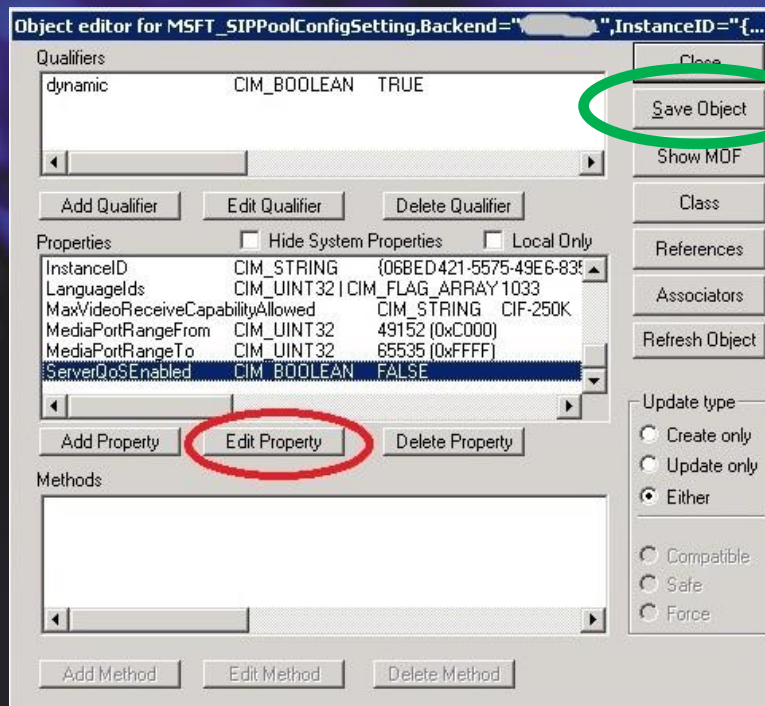 Object editor for MSFT_SIPPoolConfigSetting.Backend=" ",InstanceID="{...
Qualifiers
Close
dynamic CIM_BOOLEAN TRUE
Save Object
Show MOF
Add Qualifier Edit Qualifier Delete Qualifier
Class
Properties Hide System Properties Local Only
References
InstanceID CIM_STRING {06BED421-5575-49E6-835
LanguageIds CIM_UINT32 | CIM_FLAG_ARRAY 1033
MaxVideoReceiveCapabilityAllowed CIM_STRING CIF-250K
MediaPortRangeFrom CIM_UINT32 49152 (0xC000)
MediaPortRangeTo CIM_UINT32 65535 (0xFFFF)
ServerQoSEnabled CIM_BOOLEAN FALSE
Associators
Refresh Object
Add Property Edit Property Delete Property
Update type
Create only
Update only
Either
Methods
Compatible
Safe
Force
Add Method Edit Method Delete Method